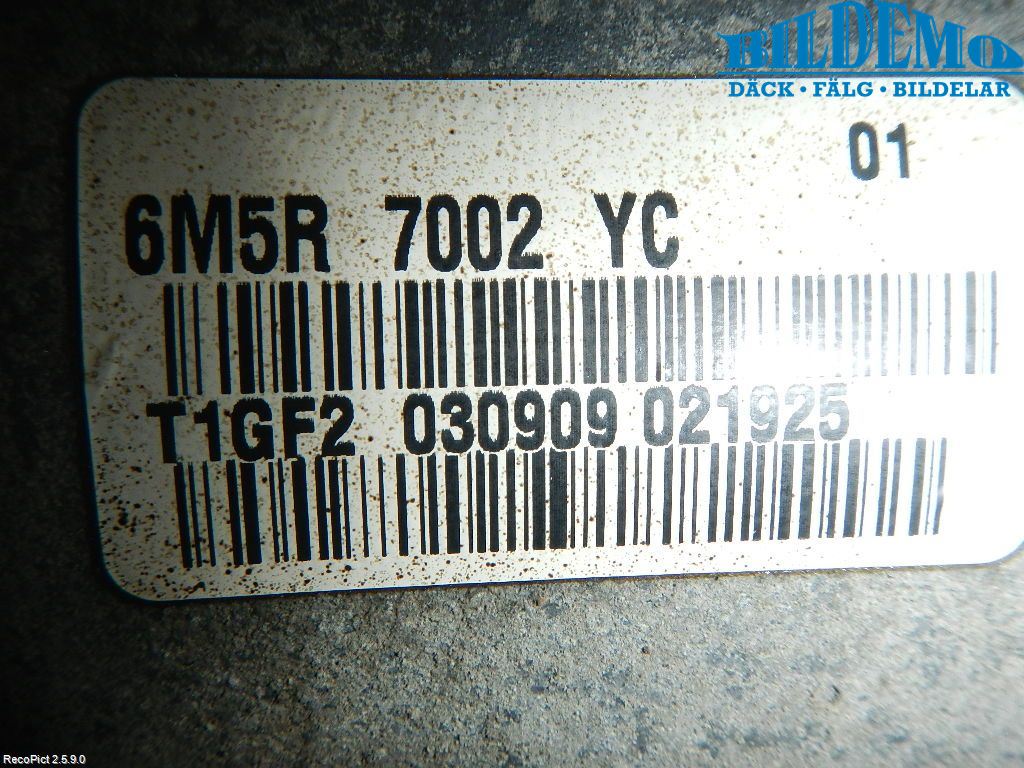 BILDEMO
DÄCK • FÄLG • BILDELAR
01
6M5R 7002 YC
T1GF2 030909 021925
RecoPict 2.5.9.0